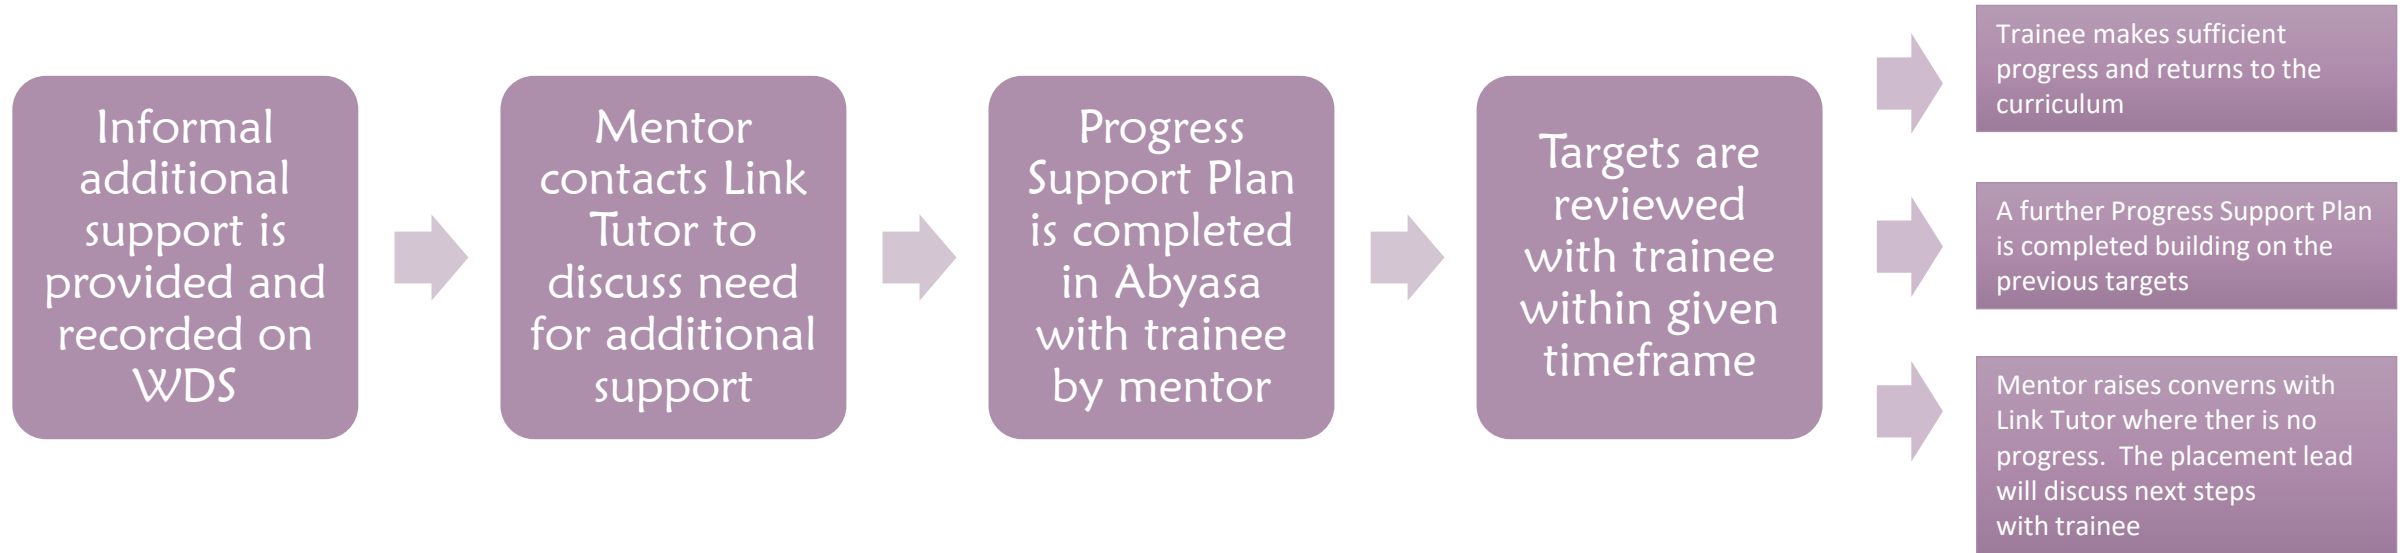 Informal
additional
support is
provided and
recorded on
WDS
Mentor
contacts Link
Tutor to
discuss need
for additional
support
Progress
Support Plan
is completed
in Abyasa
with trainee
by mentor
Targets are
reviewed
with trainee
within given
timeframe
Trainee makes sufficient
progress and returns to the
curriculum
A further Progress Support Plan
is completed building on the
previous targets
Mentor raises converns with
Link Tutor where ther is no
progress.  The placement lead
will discuss next steps
with trainee